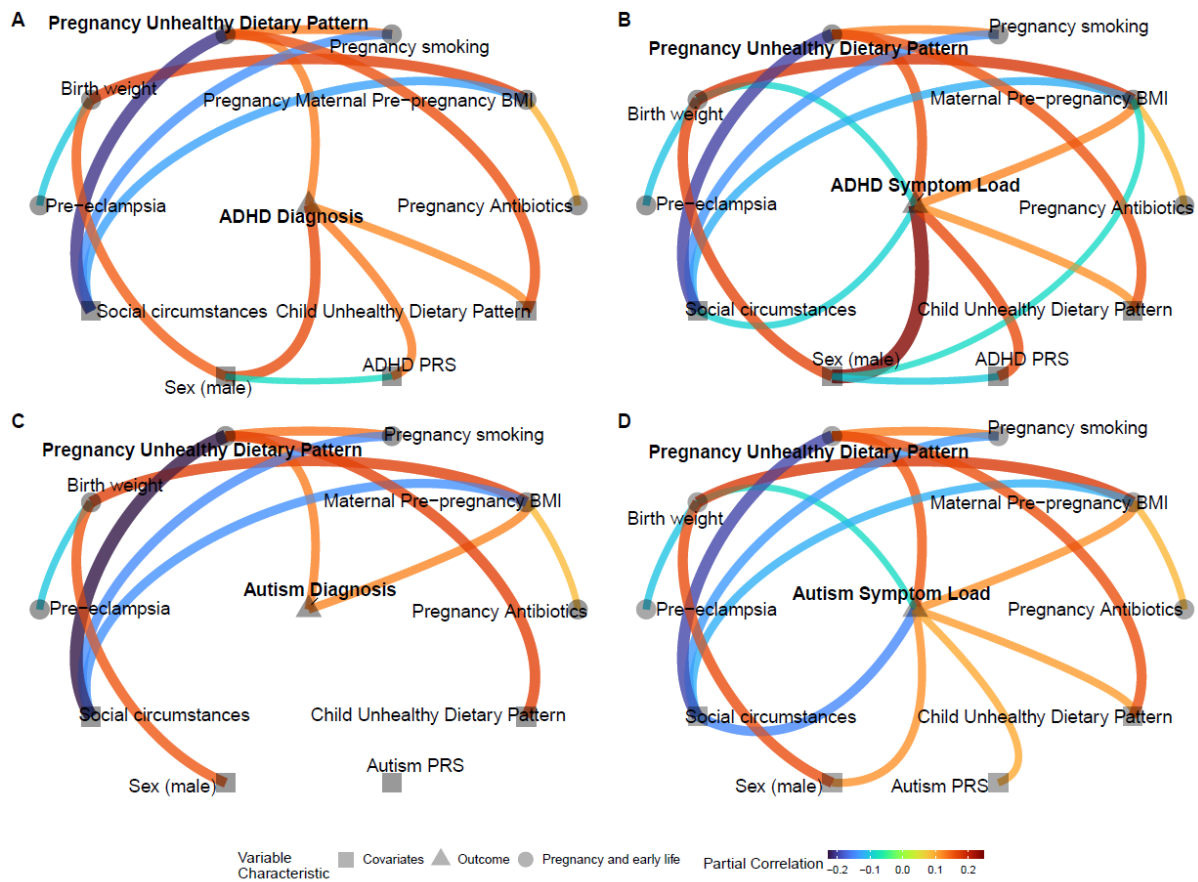 A
Pregnancy Unhealthy Dietary Pattern
Pregnancy smoking
Birth weight
Pregnancy Maternal Pre−pregnancy BMI
Pre−eclampsia
ADHD Diagnosis
Pregnancy Antibiotics
Social circumstances
Child Unhealthy Dietary Pattern
ADHD PRS
Sex (male)
B
Pregnancy smoking
Pregnancy Unhealthy Dietary Pattern
Maternal Pre−pregnancy BMI
Birth weight
ADHD Symptom Load
Pre−eclampsia
Pregnancy Antibiotics
Social circumstances
Child Unhealthy Dietary Pattern
Sex (male)
ADHD PRS
C
Pregnancy smoking
Pregnancy Unhealthy Dietary Pattern
Birth weight
Maternal Pre−pregnancy BMI
Autism Diagnosis
Pre−eclampsia
Pregnancy Antibiotics
Social circumstances
Child Unhealthy Dietary Pattern
Autism PRS
Sex (male)
D
Pregnancy smoking
Pregnancy Unhealthy Dietary Pattern
Maternal Pre−pregnancy BMI
Birth weight
Autism Symptom Load
Pre−eclampsia
Pregnancy Antibiotics
Social circumstances
Child Unhealthy Dietary Pattern
Sex (male)
Autism PRS
Variable Characteristic
Covariates
Outcome
Pregnancy and early life
Partial Correlation
−0.2 −0.1 0.0 0.1 0.2